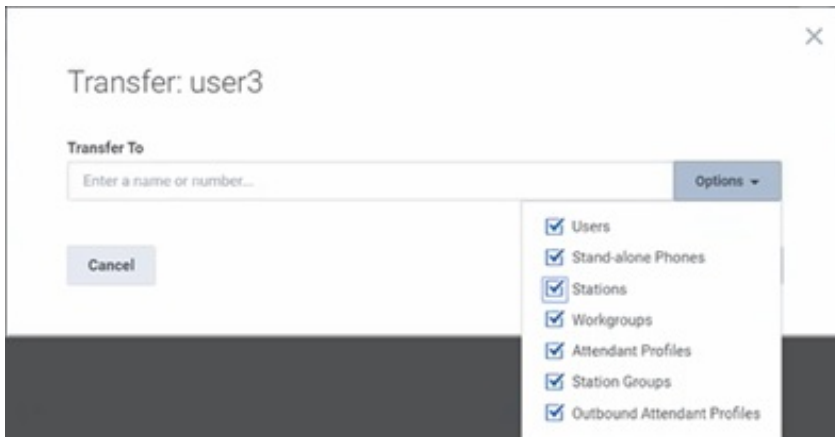 Transfer: user3
Transfer To
Enter a name or number...
Options
Users
Stand-alone Phones
Cancel
Stations
Workgroups
Attendant Profiles
Station Groups
Outbound Attendant Profiles